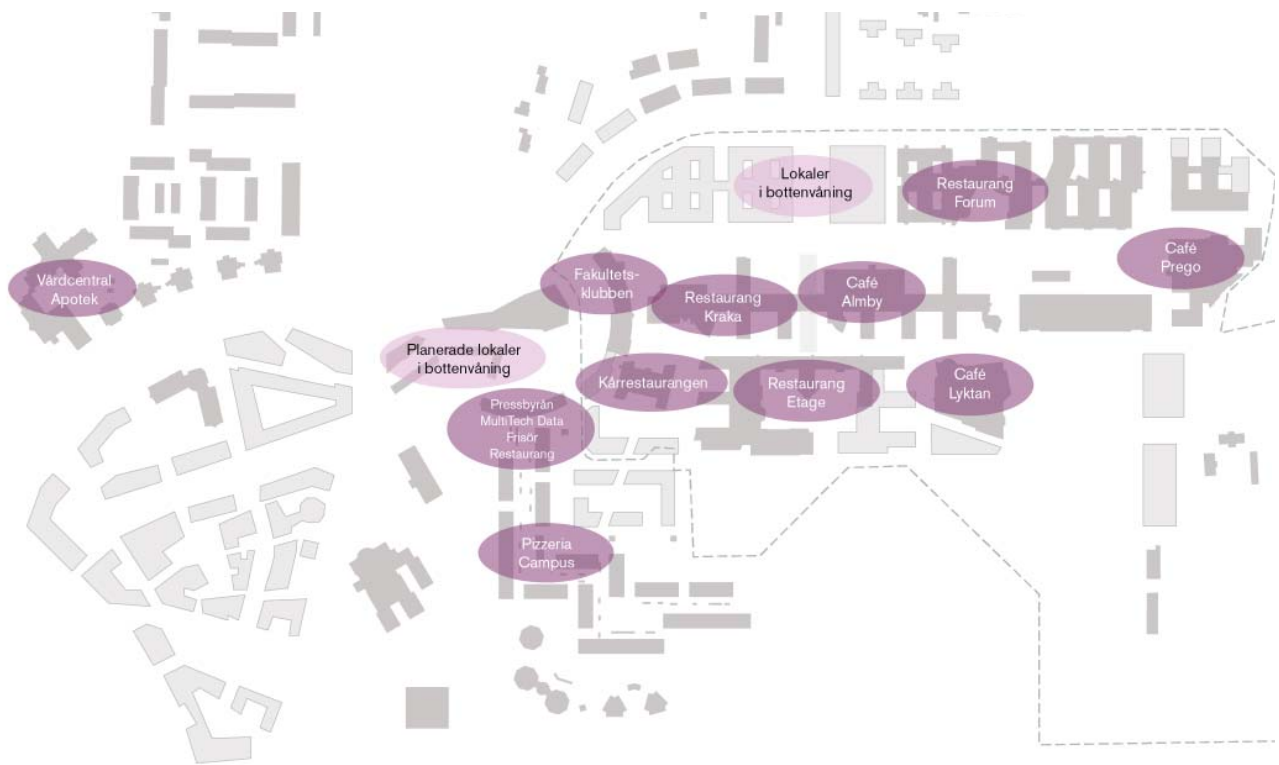 Lokaler
i bottenvåning
Restaurang
Forum
Café
Prego
Vårdcentral
Apotek
Fakultets-
klubben
Restaurang
Kraka
Café
Almby
Planerade lokaler
i bottenvåning
Kårrestaurangen
Restaurang
Etage
Café
Lyktan
Pressbyrån
MultiTech Data
Frisör
Restaurang
Pizzeria
Campus